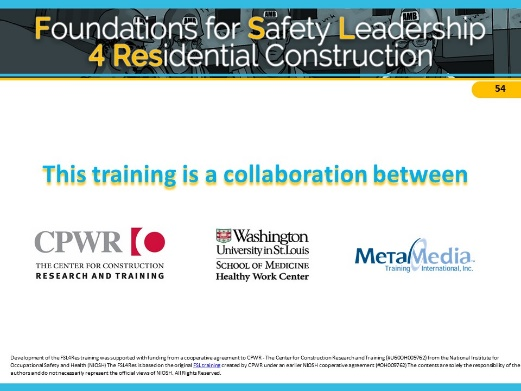 Foundations for Safety Leadership
4 Residential Construction
54
This training is a collaboration between
CPWR
THE CENTER FOR CONSTRUCTION
RESEARCH AND TRAINING
Washington
University in St. Louis
SCHOOL OF MEDICINE
Healthy Work Center
MetaMedia
Training International, Inc.
Development of the FSL4Res training was supported with funding from a cooperative agreement to CPWR - The Center for Construction Research and Training (#U60OH009762) from the National Institute for
Occupational Safety and Health (NIOSH) The FSL4Res is based on the original FSL training created by CPWR under an earlier NIOSH cooperative agreement (#OH009762) The contents are solely the responsibility of the
authors and do not necessarily represent the official views of NIOSH. All Rights Reserved.